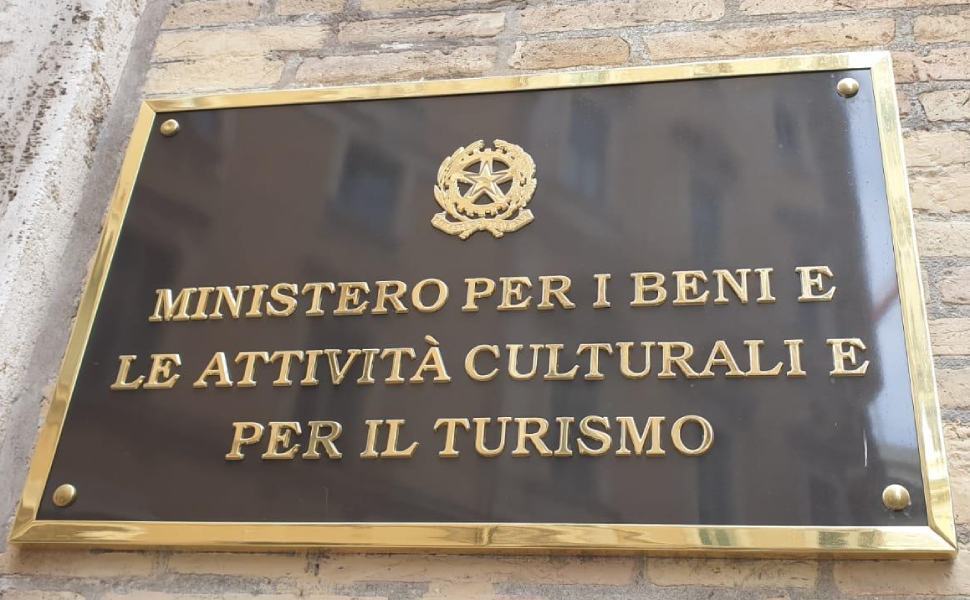 MINISTERO PER I BENI E
LE ATTIVITÀ CULTURALI E
PER IL TURISMO